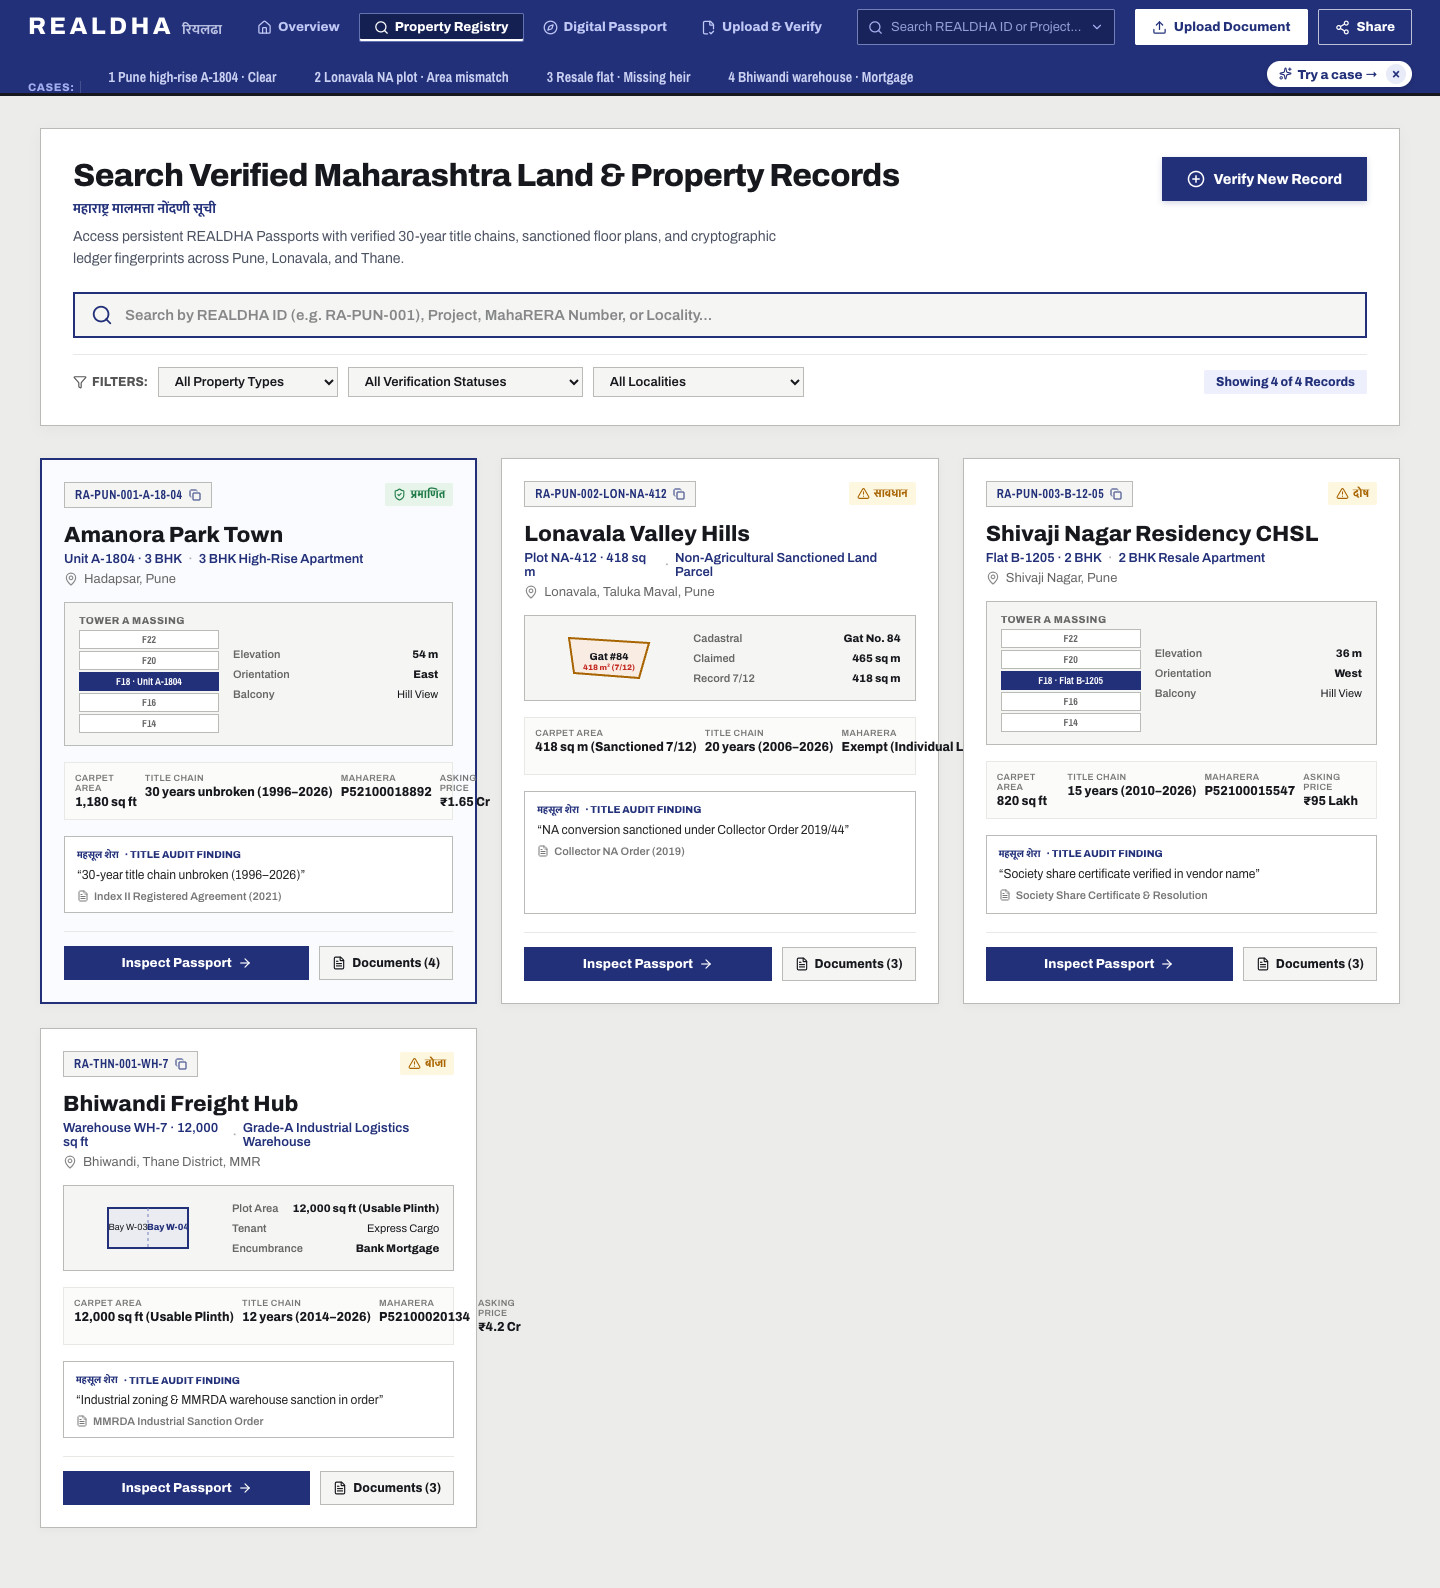 REALDHA रियलढा
Overview
Property Registry
Digital Passport
Upload & Verify
Search REALDHA ID or Project...
Upload Document
Share
CASES:
1 Pune high-rise A-1804 · Clear
2 Lonavala NA plot · Area mismatch
3 Resale flat · Missing heir
4 Bhiwandi warehouse · Mortgage
Try a case →
Search Verified Maharashtra Land & Property Records
Verify New Record
महाराष्ट्र मालमत्ता नोंदणी सूची
Access persistent REALDHA Passports with verified 30-year title chains, sanctioned floor plans, and cryptographic
ledger fingerprints across Pune, Lonavala, and Thane.
Search by REALDHA ID (e.g. RA-PUN-001), Project, MahaRERA Number, or Locality...
FILTERS:
All Property Types
All Verification Statuses
All Localities
Showing 4 of 4 Records
RA-PUN-001-A-18-04
प्रमाणित
Amanora Park Town
Unit A-1804 · 3 BHK · 3 BHK High-Rise Apartment
Hadapsar, Pune
TOWER A MASSING
F22
F20
F18 · Unit A-1804
F16
F14
Elevation 54 m
Orientation East
Balcony Hill View
CARPET AREA
1,180 sq ft
TITLE CHAIN
30 years unbroken (1996–2026)
MAHARERA
P52100018892
ASKING PRICE
₹1.65 Cr
महसूल शेरा · TITLE AUDIT FINDING
“30-year title chain unbroken (1996–2026)”
Index II Registered Agreement (2021)
Inspect Passport →
Documents (4)
RA-PUN-002-LON-NA-412
सावधान
Lonavala Valley Hills
Plot NA-412 · 418 sq m · Non-Agricultural Sanctioned Land Parcel
Lonavala, Taluka Maval, Pune
Gat #84
418 m² (7/12)
Cadastral Gat No. 84
Claimed 465 sq m
Record 7/12 418 sq m
CARPET AREA
418 sq m (Sanctioned 7/12)
TITLE CHAIN
20 years (2006–2026)
MAHARERA
Exempt (Individual L
महसूल शेरा · TITLE AUDIT FINDING
“NA conversion sanctioned under Collector Order 2019/44”
Collector NA Order (2019)
Inspect Passport →
Documents (3)
RA-PUN-003-B-12-05
दोष
Shivaji Nagar Residency CHSL
Flat B-1205 · 2 BHK · 2 BHK Resale Apartment
Shivaji Nagar, Pune
TOWER A MASSING
F22
F20
F18 · Flat B-1205
F16
F14
Elevation 36 m
Orientation West
Balcony Hill View
CARPET AREA
820 sq ft
TITLE CHAIN
15 years (2010–2026)
MAHARERA
P52100015547
ASKING PRICE
₹95 Lakh
महसूल शेरा · TITLE AUDIT FINDING
“Society share certificate verified in vendor name”
Society Share Certificate & Resolution
Inspect Passport →
Documents (3)
RA-THN-001-WH-7
बोजा
Bhiwandi Freight Hub
Warehouse WH-7 · 12,000 sq ft · Grade-A Industrial Logistics Warehouse
Bhiwandi, Thane District, MMR
Bay W-03
Bay W-04
Plot Area 12,000 sq ft (Usable Plinth)
Tenant Express Cargo
Encumbrance Bank Mortgage
CARPET AREA
12,000 sq ft (Usable Plinth)
TITLE CHAIN
12 years (2014–2026)
MAHARERA
P52100020134
ASKING PRICE
₹4.2 Cr
महसूल शेरा · TITLE AUDIT FINDING
“Industrial zoning & MMRDA warehouse sanction in order”
MMRDA Industrial Sanction Order
Inspect Passport →
Documents (3)